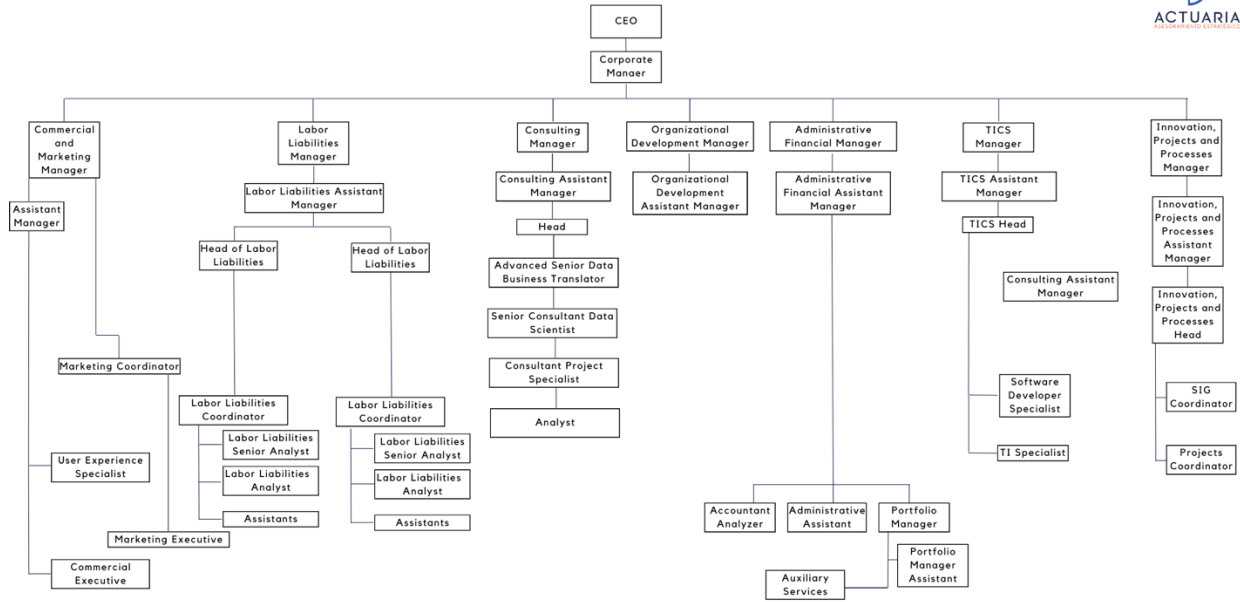 CEO
ACTUARIA
ASESORAMIENTO ESTRATÉGICO
Corporate
Manaer
Commercial
and
Marketing
Manager
Labor
Liabilities
Manager
Consulting
Manager
Organizational
Development Manager
Administrative
Financial Manager
TICS
Manager
Innovation,
Projects and
Processes
Manager
Assistant
Manager
Labor Liabilities Assistant
Manager
Consulting Assistant
Manager
Organizational
Development
Assistant Manager
Administrative
Financial Assistant
Manager
TICS Assistant
Manager
Innovation,
Projects and
Processes
Assistant
Manager
Head of Labor
Liabilities
Head of Labor
Liabilities
Head
TICS Head
Advanced Senior Data
Business Translator
Consulting Assistant
Manager
Innovation,
Projects and
Processes
Head
Senior Consultant Data
Scientist
Marketing Coordinator
Consultant Project
Specialist
Software
Developer
Specialist
SIG
Coordinator
Labor Liabilities
Coordinator
Labor Liabilities
Coordinator
Analyst
Labor Liabilities
Senior Analyst
Labor Liabilities
Senior Analyst
User Experience
Specialist
TI Specialist
Projects
Coordinator
Labor Liabilities
Analyst
Labor Liabilities
Analyst
Assistants
Assistants
Accountant
Analyzer
Administrative
Assistant
Portfolio
Manager
Marketing Executive
Commercial
Executive
Portfolio
Manager
Assistant
Auxiliary
Services